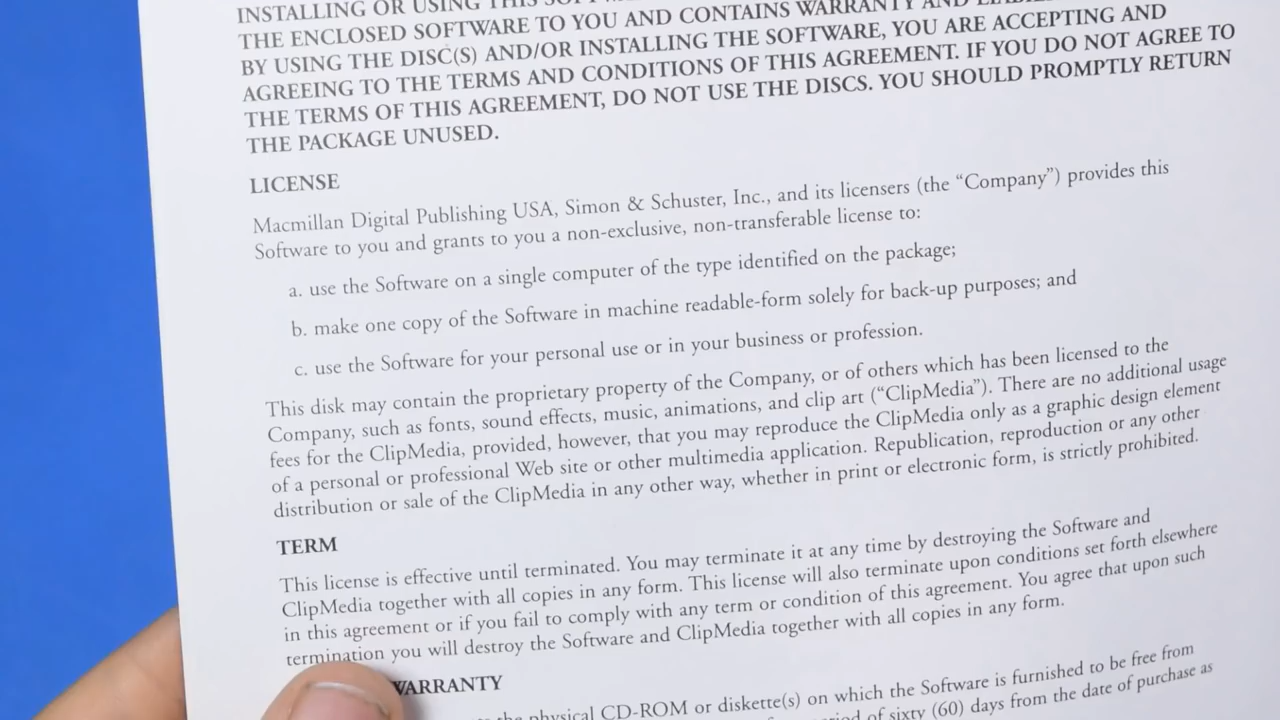 INSTALLING OR USING THIS
THE ENCLOSED SOFTWARE TO YOU AND CONTAINS WARRANTY AND
BY USING THE DISC(S) AND/OR INSTALLING THE SOFTWARE, YOU ARE ACCEPTING AND
AGREEING TO THE TERMS AND CONDITIONS OF THIS AGREEMENT. IF YOU DO NOT AGREE TO
THE TERMS OF THIS AGREEMENT, DO NOT USE THE DISCS. YOU SHOULD PROMPTLY RETURN
THE PACKAGE UNUSED.
LICENSE
Macmillan Digital Publishing USA, Simon & Schuster, Inc., and its licensers (the “Company”) provides this
Software to you and grants to you a non-exclusive, non-transferable license to:
a. use the Software on a single computer of the type identified on the package;
b. make one copy of the Software in machine readable-form solely for back-up purposes; and
c. use the Software for your personal use or in your business or profession.
This disk may contain the proprietary property of the Company, or of others which has been licensed to the
Company, such as fonts, sound effects, music, animations, and clip art (“ClipMedia”). There are no additional usage
fees for the ClipMedia, provided, however, that you may reproduce the ClipMedia only as a graphic design element
of a personal or professional Web site or other multimedia application. Republication, reproduction or any other
distribution or sale of the ClipMedia in any other way, whether in print or electronic form, is strictly prohibited.
TERM
This license is effective until terminated. You may terminate it at any time by destroying the Software and
ClipMedia together with all copies in any form. This license will also terminate upon conditions set forth elsewhere
in this agreement or if you fail to comply with any term or condition of this agreement. You agree that upon such
termination you will destroy the Software and ClipMedia together with all copies in any form.
WARRANTY
the physical CD-ROM or diskette(s) on which the Software is furnished to be free from
of sixty (60) days from the date of purchase as